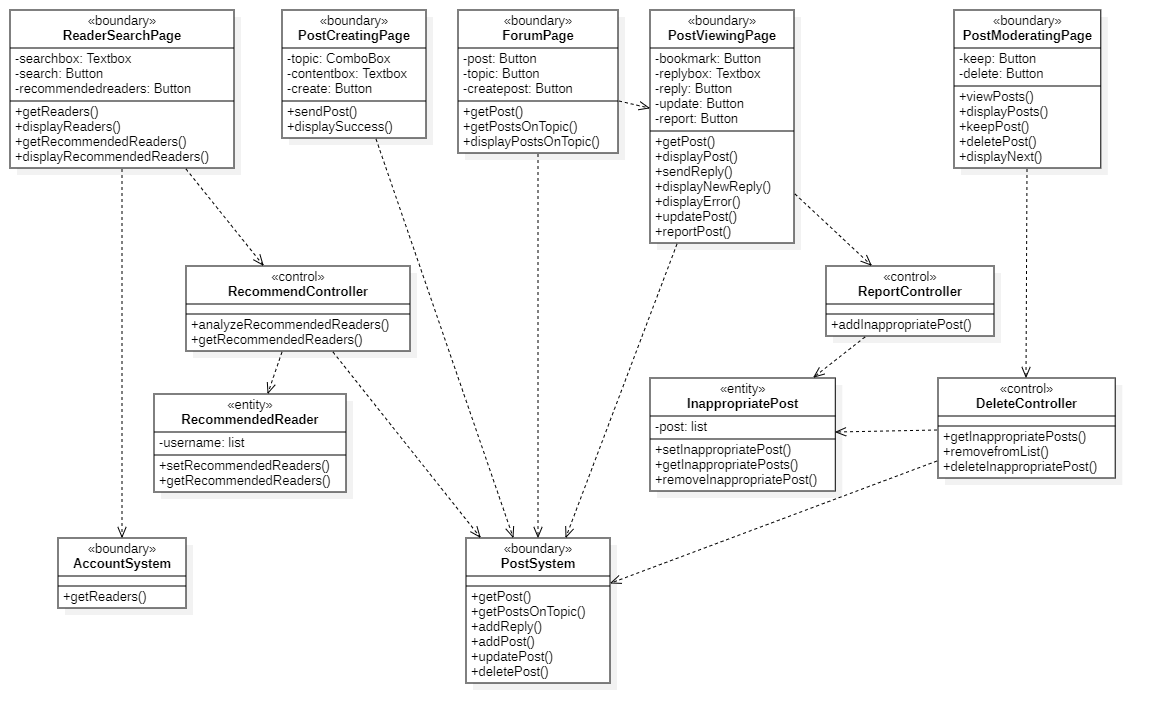 «boundary»
ReaderSearchPage
-searchbox: Textbox
-search: Button
-recommendedreaders: Button
+getReaders()
+displayReaders()
+getRecommendedReaders()
+displayRecommendedReaders()
«boundary»
PostCreatingPage
-topic: ComboBox
-contentbox: Textbox
-create: Button
+sendPost()
+displaySuccess()
«boundary»
ForumPage
-post: Button
-topic: Button
-createpost: Button
+getPost()
+getPostsOnTopic()
+displayPostsOnTopic()
«boundary»
PostViewingPage
-bookmark: Button
-replybox: Textbox
-reply: Button
-update: Button
-report: Button
+getPost()
+displayPost()
+sendReply()
+displayNewReply()
+displayError()
+updatePost()
+reportPost()
«boundary»
PostModeratingPage
-keep: Button
-delete: Button
+viewPosts()
+displayPosts()
+keepPost()
+deletePost()
+displayNext()
«control»
RecommendController
+analyzeRecommendedReaders()
+getRecommendedReaders()
«control»
ReportController
+addInappropriatePost()
«entity»
RecommendedReader
-username: list
+setRecommendedReaders()
+getRecommendedReaders()
«entity»
InappropriatePost
-post: list
+setInappropriatePost()
+getInappropriatePosts()
+removeInappropriatePost()
«control»
DeleteController
+getInappropriatePosts()
+removefromList()
+deleteInappropriatePost()
«boundary»
AccountSystem
+getReaders()
«boundary»
PostSystem
+getPost()
+getPostsOnTopic()
+addReply()
+addPost()
+updatePost()
+deletePost()